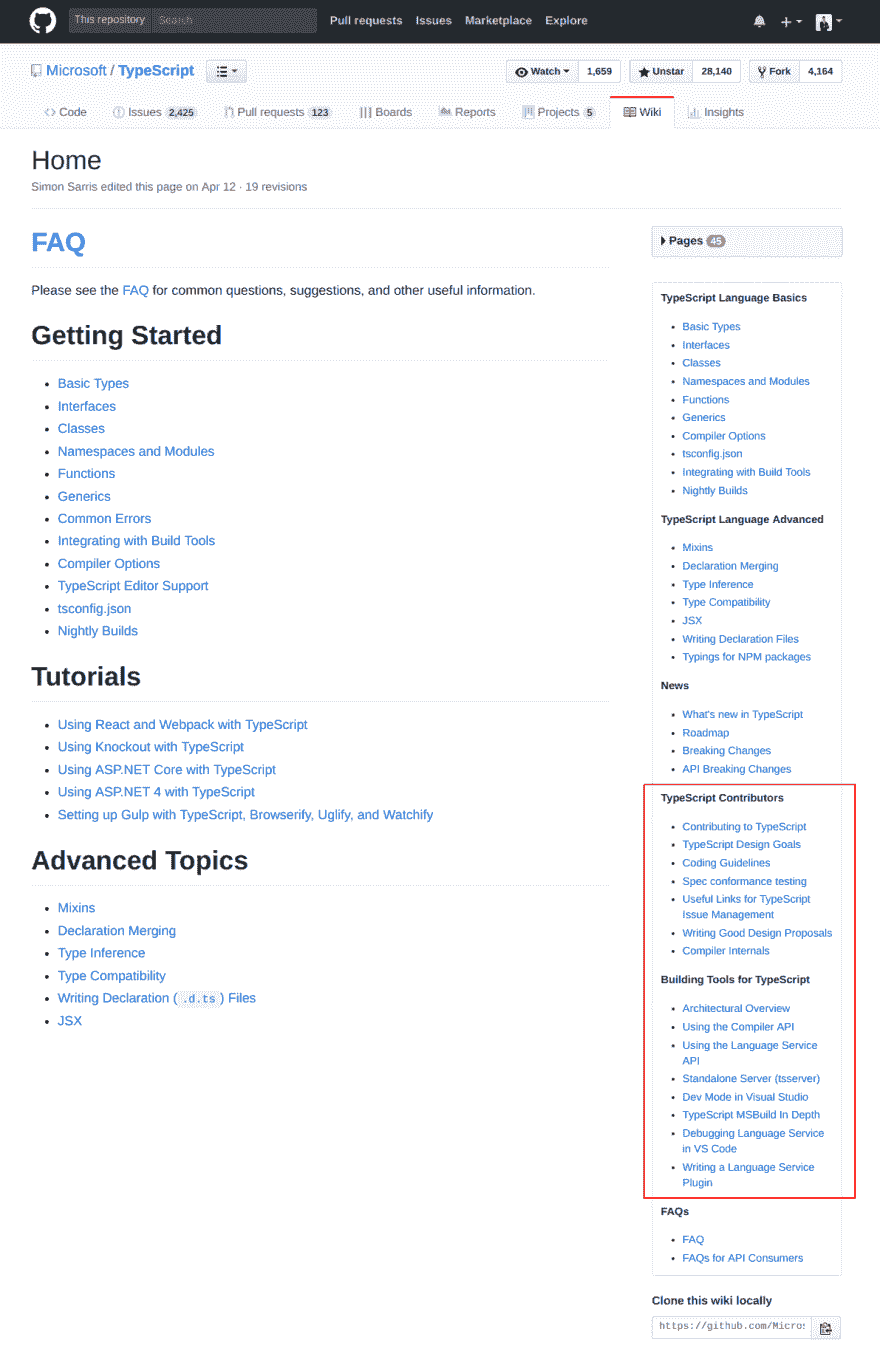 This repository Search Pull requests Issues Marketplace Explore
Microsoft / TypeScript Watch 1,659 Unstar 28,140 Fork 4,164
Code Issues 2,425 Pull requests 123 Boards Reports Projects 5 Wiki Insights
Home
Simon Sarris edited this page on Apr 12 · 19 revisions
FAQ
Please see the FAQ for common questions, suggestions, and other useful information.
Getting Started
Basic Types
Interfaces
Classes
Namespaces and Modules
Functions
Generics
Common Errors
Integrating with Build Tools
Compiler Options
TypeScript Editor Support
tsconfig.json
Nightly Builds
Tutorials
Using React and Webpack with TypeScript
Using Knockout with TypeScript
Using ASP.NET Core with TypeScript
Using ASP.NET 4 with TypeScript
Setting up Gulp with TypeScript, Browserify, Uglify, and Watchify
Advanced Topics
Mixins
Declaration Merging
Type Inference
Type Compatibility
Writing Declaration (.d.ts) Files
JSX
Pages 45
TypeScript Language Basics
Basic Types
Interfaces
Classes
Namespaces and Modules
Functions
Generics
Compiler Options
tsconfig.json
Integrating with Build Tools
Nightly Builds
TypeScript Language Advanced
Mixins
Declaration Merging
Type Inference
Type Compatibility
JSX
Writing Declaration Files
Typings for NPM packages
News
What's new in TypeScript
Roadmap
Breaking Changes
API Breaking Changes
TypeScript Contributors
Contributing to TypeScript
TypeScript Design Goals
Coding Guidelines
Spec conformance testing
Useful Links for TypeScript
Issue Management
Writing Good Design Proposals
Compiler Internals
Building Tools for TypeScript
Architectural Overview
Using the Compiler API
Using the Language Service
API
Standalone Server (tsserver)
Dev Mode in Visual Studio
TypeScript MSBuild In Depth
Debugging Language Service
in VS Code
Writing a Language Service
Plugin
FAQs
FAQ
FAQs for API Consumers
Clone this wiki locally
https://github.com/Micros